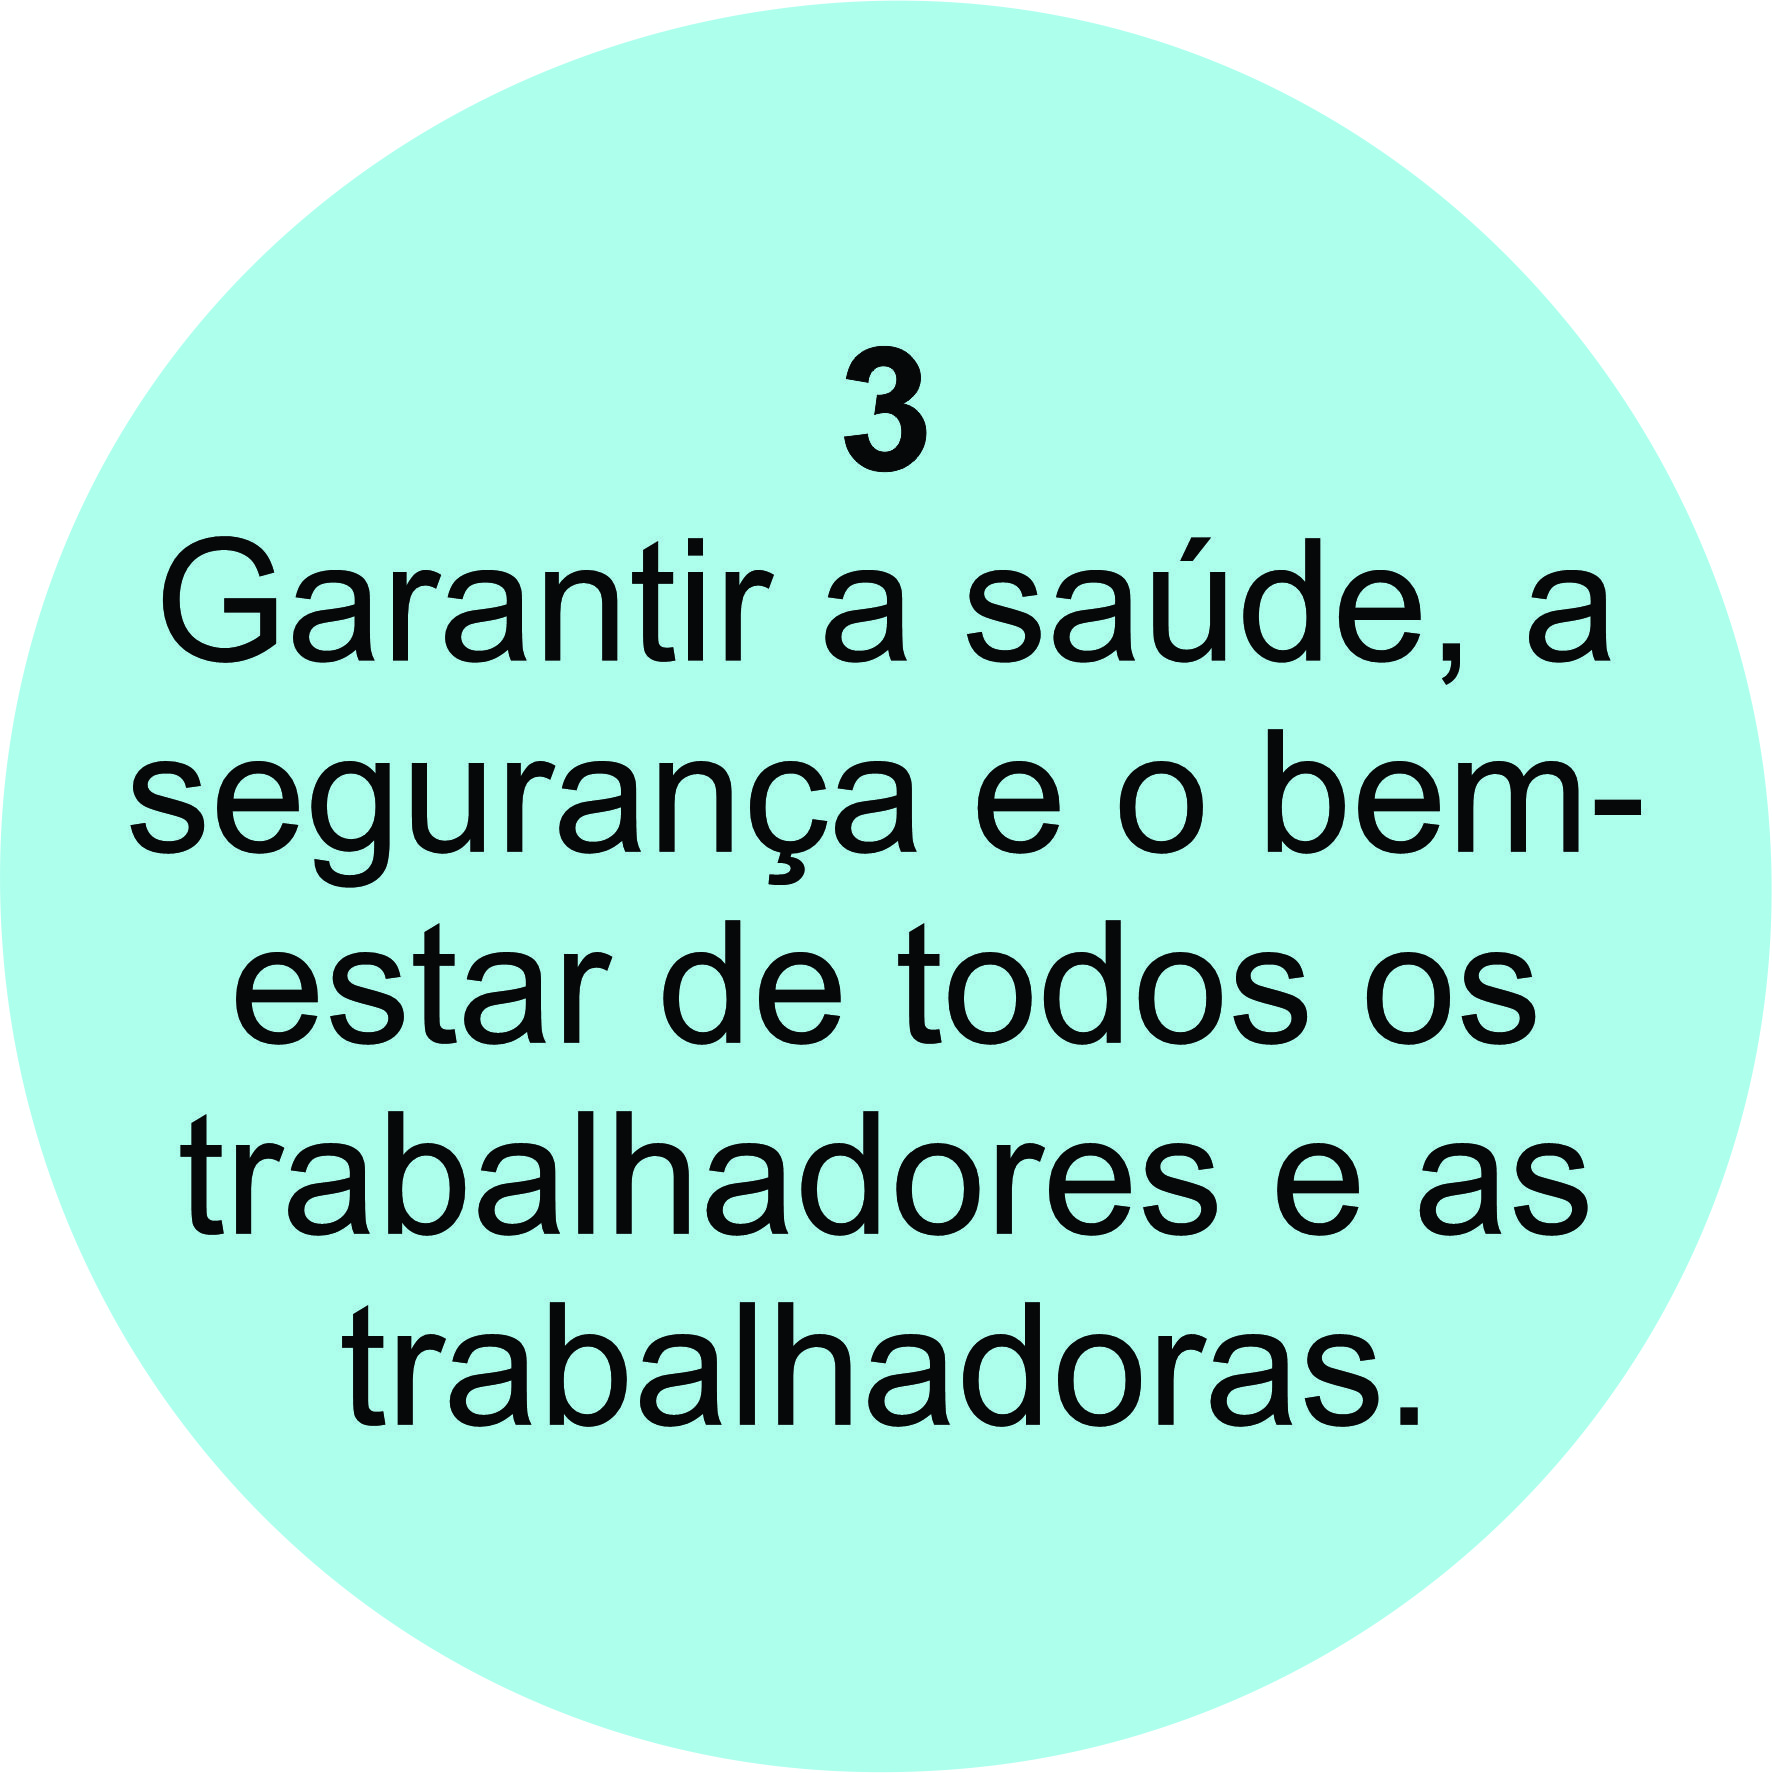 3
Garantir a saúde, a
segurança e o bem-
estar de todos os
trabalhadores e as
trabalhadoras.